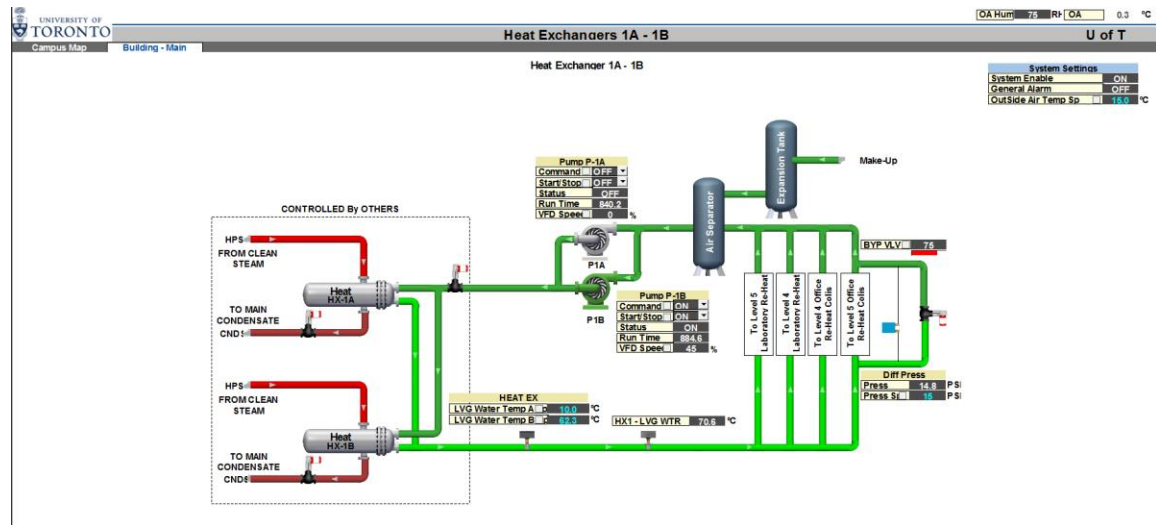 OA Hum 75 RH OA 0.3 °C
UNIVERSITY OF
TORONTO
Heat Exchangers 1A - 1B
U of T
Campus Map
Building - Main
Heat Exchanger 1A - 1B
System Settings
System Enable ON
General Alarm OFF
OutSide Air Temp Sp 15.0 °C
Pump P-1A
Command OFF
Start/Stop OFF
Status OFF
Run Time 840.2
VFD Speed 0 %
Expansion Tank
Make-Up
Air Separator
CONTROLLED By OTHERS
HPS
FROM CLEAN
STEAM
Heat
HX-1A
TO MAIN
CONDENSATE
CNDS
P1A
P1B
BYP VLV 75
Pump P-1B
Command ON
Start/Stop ON
Status ON
Run Time 884.6
VFD Speed 45 %
To Level 5
Laboratory Re-Heat
To Level 4
Laboratory Re-Heat
To Level 4 Office
Re-Heat Colis
To Level 5 Office
Re-Heat Colis
Diff Press
Press 14.8 PSI
Press 15 PSI
HPS
FROM CLEAN
STEAM
Heat
HX-1B
TO MAIN
CONDENSATE
CNDS
HEAT EX
LVG Water Temp A 10.0 °C
LVG Water Temp B °C
HX1 - LVG WTR 70.6 °C